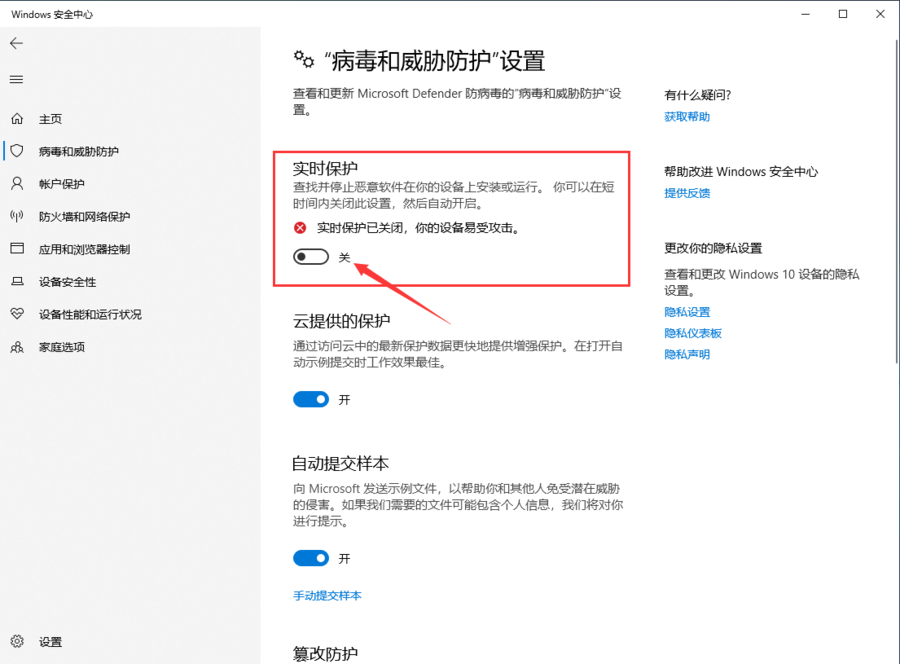 Windows 安全中心
主页
病毒和威胁防护
帐户保护
防火墙和网络保护
应用和浏览器控制
设备安全性
设备性能和运行状况
家庭选项
设置
“病毒和威胁防护”设置
查看和更新 Microsoft Defender 防病毒的“病毒和威胁防护”设
置。
实时保护
查找并停止恶意软件在你的设备上安装或运行。 你可以在短
时间内关闭此设置，然后自动开启。
实时保护已关闭，你的设备易受攻击。
关
云提供的保护
通过访问云中的最新保护数据更快地提供增强保护。在打开自
动示例提交时工作效果最佳。
开
自动提交样本
向 Microsoft 发送示例文件，以帮助你和其他人免受潜在威胁
的侵害。如果我们需要的文件可能包含个人信息，我们将对你
进行提示。
开
手动提交样本
篡改防护
有什么疑问?
获取帮助
帮助改进 Windows 安全中心
提供反馈
更改你的隐私设置
查看和更改 Windows 10 设备的隐私
设置。
隐私设置
隐私仪表板
隐私声明